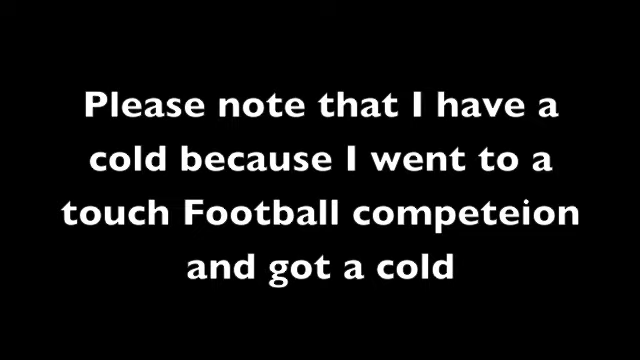 Please note that I have a
cold because I went to a
touch Football competeion
and got a cold